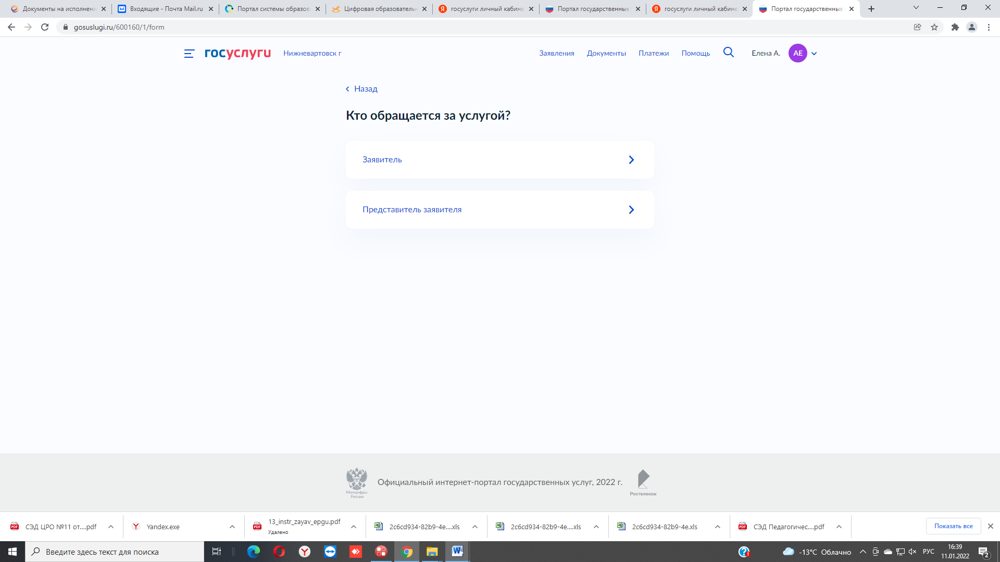 Документы на исполнени
Входящие - Почта Mail.ru
Портал системы образов
Цифровая образователь
госуслуги личный кабине
Портал государственных
госуслуги личный кабине
Портал государственных
gosuslugi.ru/600160/1/form
госуслуги
Нижневартовск г
Заявления
Документы
Платежи
Помощь
Елена А.
АЕ
Назад
Кто обращается за услугой?
Заявитель
Представитель заявителя
Минцифры
России
Официальный интернет-портал государственных услуг, 2022 г.
Ростелеком
СЭД ЦРО №11 от....pdf
Yandex.exe
13_instr_zayav_epgu.pdf
Удалено
2c6cd934-82b9-4e....xls
2c6cd934-82b9-4e....xls
2c6cd934-82b9-4e.xls
СЭД Педагогичес....pdf
Показать все
Введите здесь текст для поиска
-13°C Облачно
РУС
16:39
11.01.2022
2